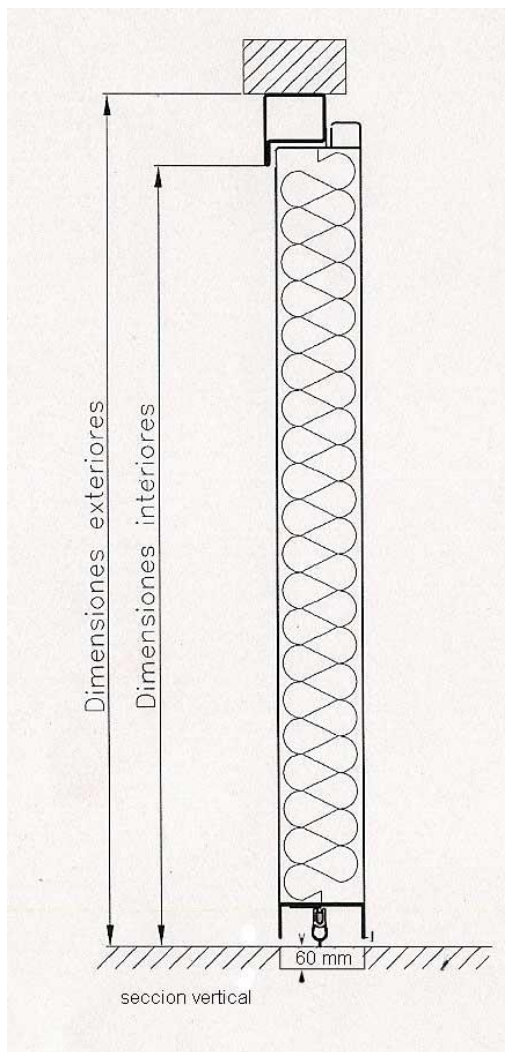 Dimensiones exteriores
Dimensiones interiores
60 mm
seccion vertical